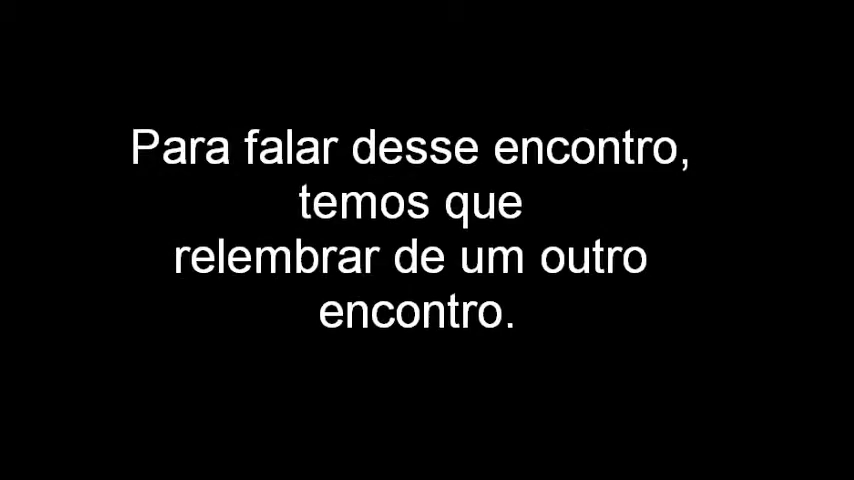 Para falar desse encontro,
temos que
relembrar de um outro
encontro.